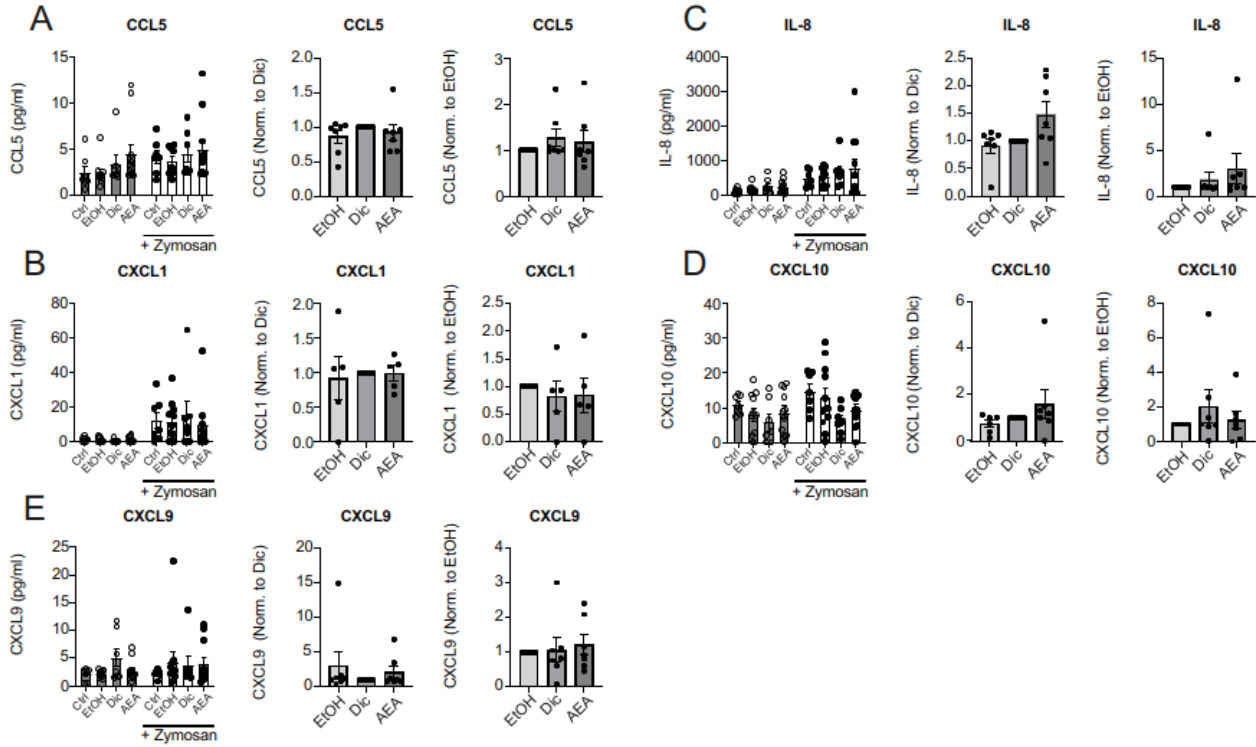 A
CCL5
CCL5 (pg/ml)
15
10
5
0
Ctrl
EtOH
Dic
AEA
Ctrl
EtOH
Dic
AEA
+ Zymosan
CCL5
CCL5 (Norm. to Dic)
2.0
1.5
1.0
0.5
0.0
EtOH
Dic
AEA
CCL5
CCL5 (Norm. to EtOH)
3
2
1
0
EtOH
Dic
AEA
C
IL-8
IL-8 (pg/ml)
4000
3000
2000
1000
0
Ctrl
EtOH
Dic
AEA
Ctrl
EtOH
Dic
AEA
+ Zymosan
IL-8
IL-8 (Norm. to Dic)
2.5
2.0
1.5
1.0
0.5
0.0
EtOH
Dic
AEA
IL-8
IL-8 (Norm. to EtOH)
15
10
5
0
EtOH
Dic
AEA
B
CXCL1
CXCL1 (pg/ml)
80
60
40
20
0
Ctrl
EtOH
Dic
AEA
Ctrl
EtOH
Dic
AEA
+ Zymosan
CXCL1
CXCL1 (Norm. to Dic)
2.0
1.5
1.0
0.5
0.0
EtOH
Dic
AEA
CXCL1
CXCL1 (Norm. to EtOH)
2.5
2.0
1.5
1.0
0.5
0.0
EtOH
Dic
AEA
D
CXCL10
CXCL10 (pg/ml)
40
30
20
10
0
Ctrl
EtOH
Dic
AEA
Ctrl
EtOH
Dic
AEA
+ Zymosan
CXCL10
CXCL10 (Norm. to Dic)
6
4
2
0
EtOH
Dic
AEA
CXCL10
CXCL10 (Norm. to EtOH)
8
6
4
2
0
EtOH
Dic
AEA
E
CXCL9
CXCL9 (pg/ml)
25
20
15
10
5
0
Ctrl
EtOH
Dic
AEA
Ctrl
EtOH
Dic
AEA
+ Zymosan
CXCL9
CXCL9 (Norm. to Dic)
20
15
10
5
0
EtOH
Dic
AEA
CXCL9
CXCL9 (Norm. to EtOH)
4
3
2
1
0
EtOH
Dic
AEA